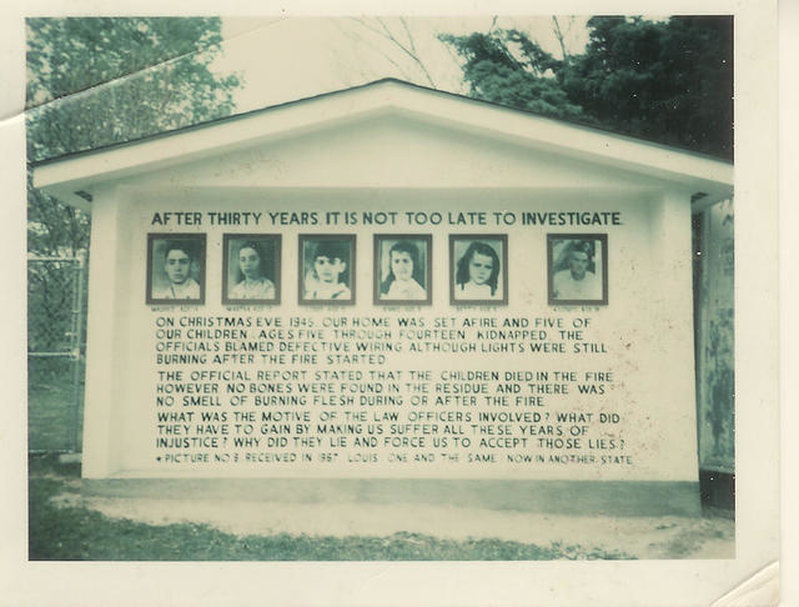 AFTER THIRTY YEARS IT IS NOT TOO LATE TO INVESTIGATE
ON CHRISTMAS EVE 1945, OUR HOME WAS SET AFIRE AND FIVE OF
OUR CHILDREN, AGES FIVE THROUGH FOURTEEN KIDNAPPED. THE
OFFICIALS BLAMED DEFECTIVE WIRING ALTHOUGH LIGHTS WERE STILL
BURNING AFTER THE FIRE STARTED
THE OFFICIAL REPORT STATED THAT THE CHILDREN DIED IN THE FIRE
HOWEVER NO BONES WERE FOUND IN THE RESIDUE AND THERE WAS
NO SMELL OF BURNING FLESH DURING OR AFTER THE FIRE
WHAT WAS THE MOTIVE OF THE LAW OFFICERS INVOLVED? WHAT DID
THEY HAVE TO GAIN BY MAKING US SUFFER ALL THESE YEARS OF
INJUSTICE? WHY DID THEY LIE AND FORCE US TO ACCEPT THOSE LIES?
* PICTURE NO 6 RECEIVED IN 1967 LOUIS ONE AND THE SAME NOW IN ANOTHER STATE